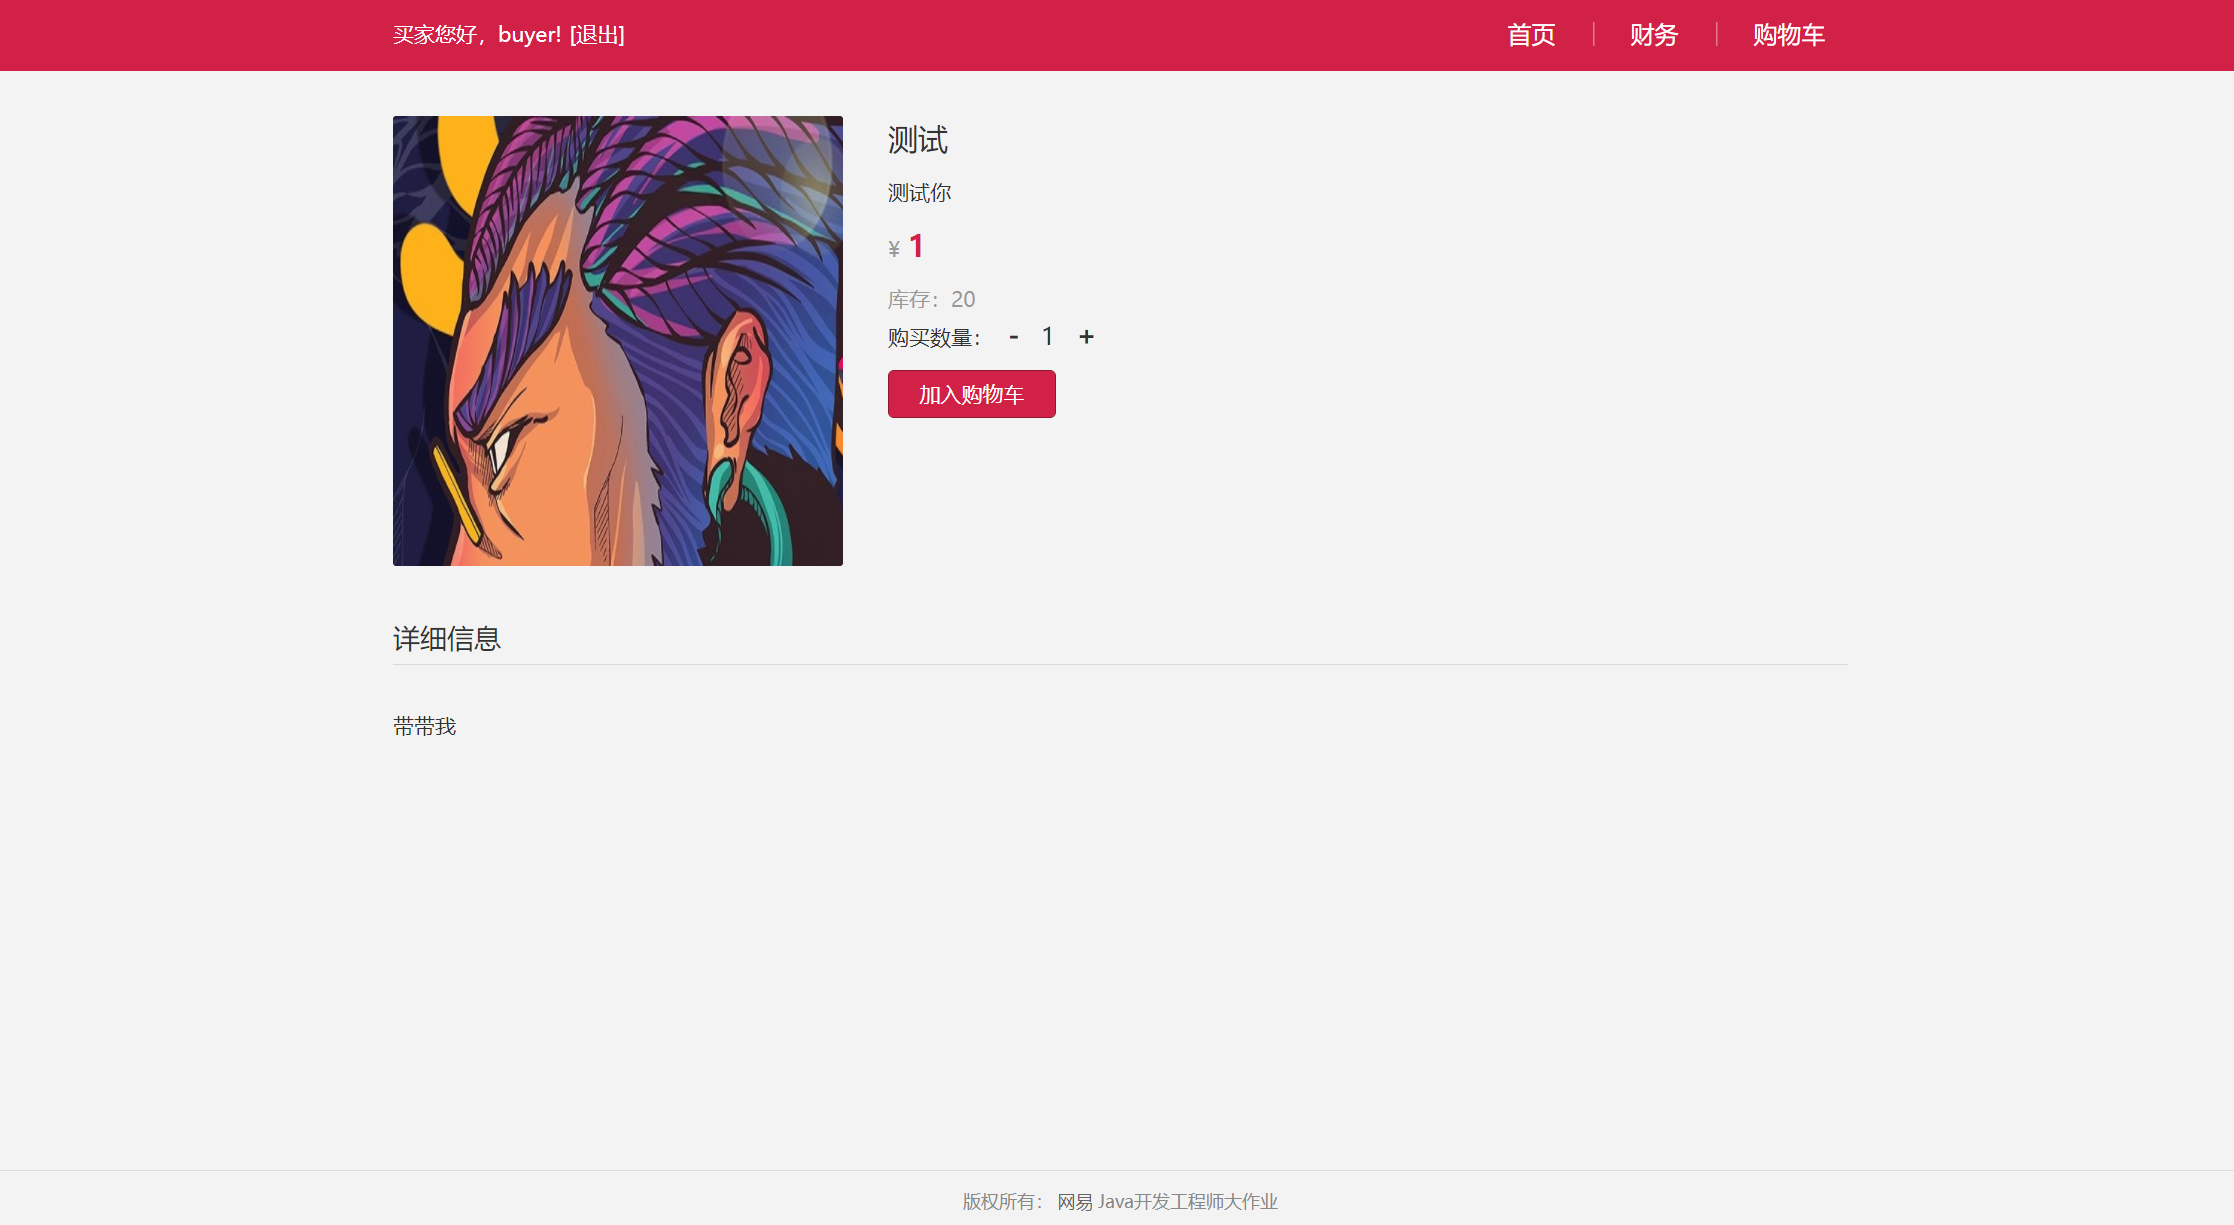 买家您好，buyer! [退出]
首页 财务 购物车
测试
测试你
¥ 1
库存：20
购买数量： - 1 +
加入购物车
详细信息
带带我
版权所有： 网易 Java开发工程师大作业